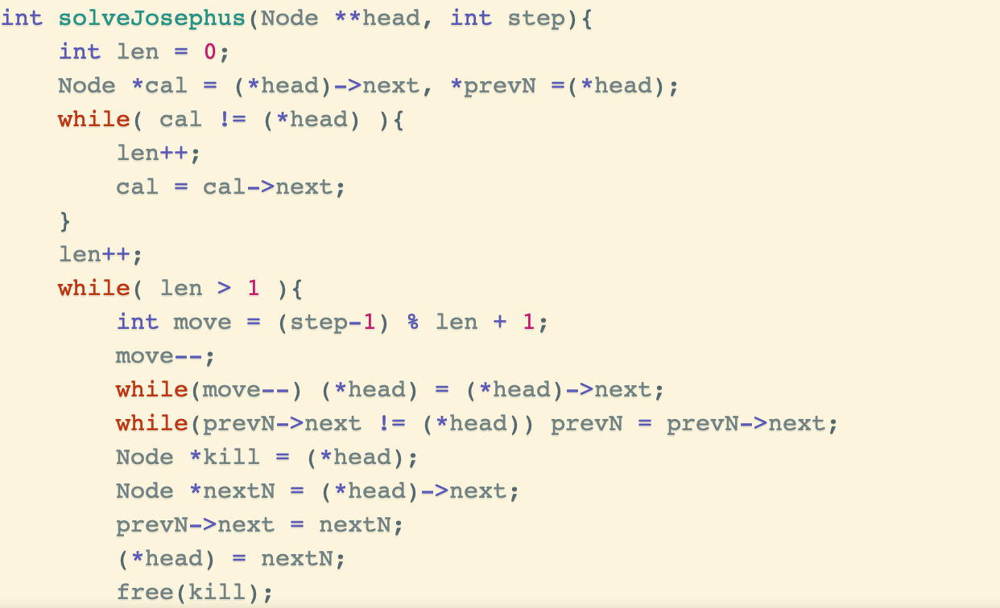 int solveJosephus(Node **head, int step){
    int len = 0;
    Node *cal = (*head)->next, *prevN =(*head);
    while( cal != (*head) ){
        len++;
        cal = cal->next;
    }
    len++;
    while( len > 1 ){
        int move = (step-1) % len + 1;
        move--;
        while(move--) (*head) = (*head)->next;
        while(prevN->next != (*head)) prevN = prevN->next;
        Node *kill = (*head);
        Node *nextN = (*head)->next;
        prevN->next = nextN;
        (*head) = nextN;
        free(kill);